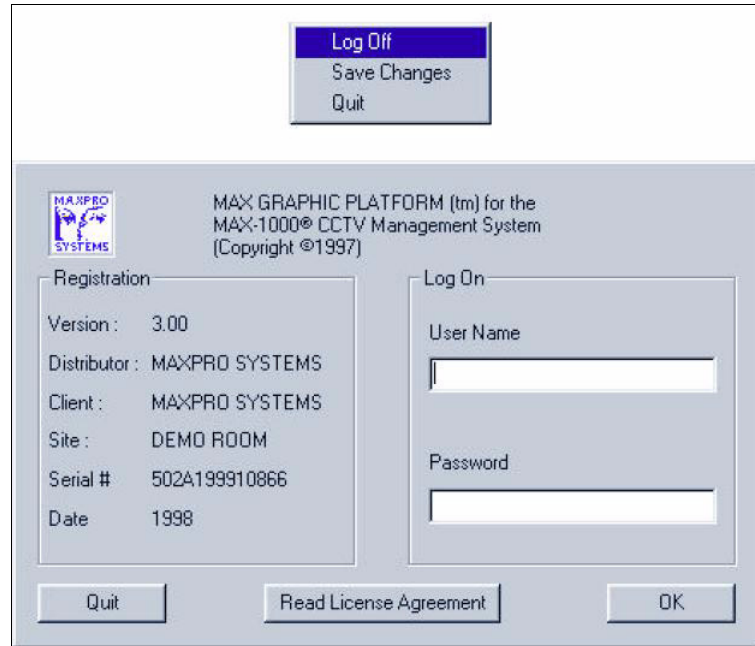 Log Off
Save Changes
Quit
MAXPRO
SYSTEMS
MAX GRAPHIC PLATFORM (tm) for the
MAX-1000® CCTV Management System
(Copyright ©1997)
Registration
Version : 3.00
Distributor : MAXPRO SYSTEMS
Client : MAXPRO SYSTEMS
Site : DEMO ROOM
Serial # 502A199910866
Date 1998
Log On
User Name
Password
Quit
Read License Agreement
OK